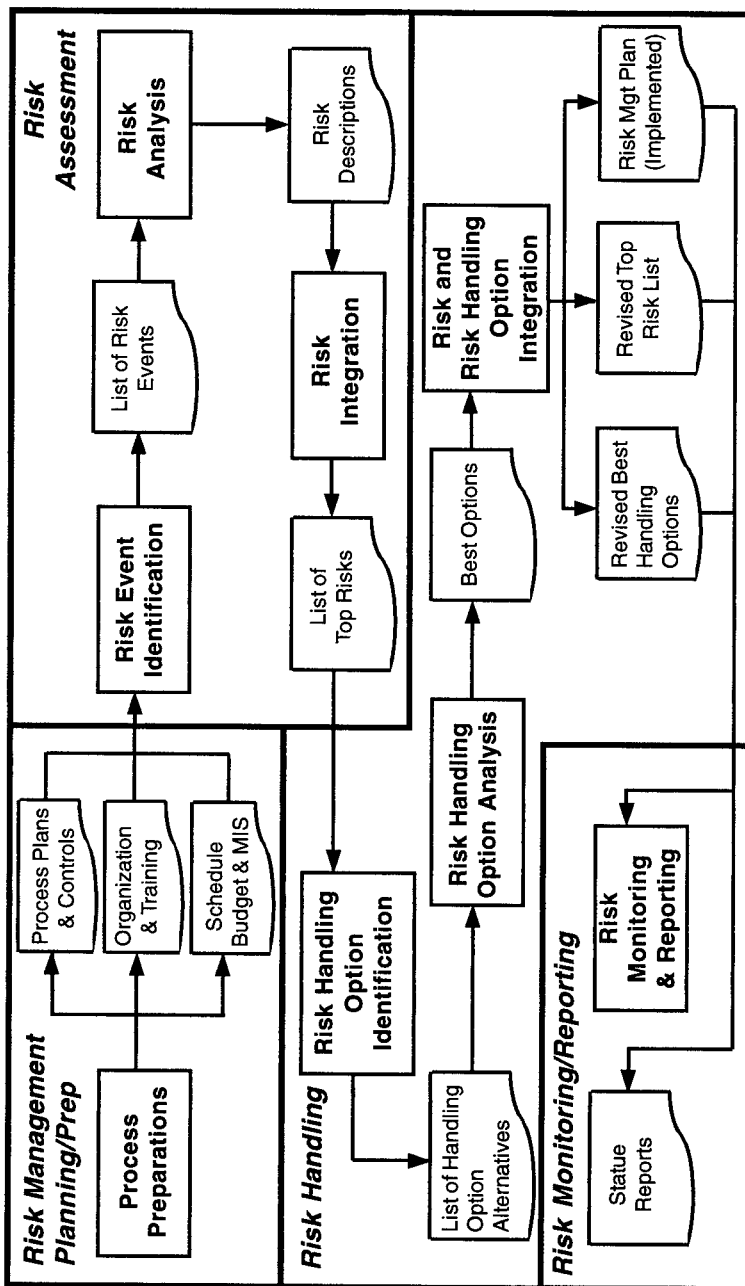 Risk Management
Planning/Prep
Process
Preparations
Process Plans
& Controls
Organization
& Training
Schedule
Budget & MIS
Risk
Assessment
Risk Event
Identification
List of Risk
Events
Risk
Analysis
Risk
Descriptions
Risk
Integration
List of
Top Risks
Risk Handling
Risk Handling
Option
Identification
List of Handling
Option
Alternatives
Risk Handling
Option Analysis
Best Options
Risk and
Risk Handling
Option
Integration
Revised Best
Handling
Options
Revised Top
Risk List
Risk Mgt Plan
(Implemented)
Risk Monitoring/Reporting
Risk
Monitoring
& Reporting
Statue
Reports